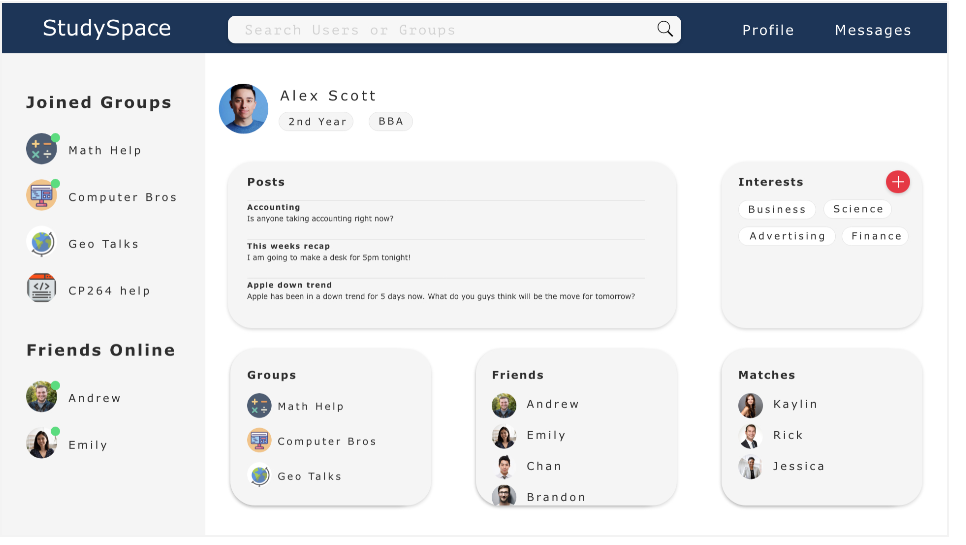 StudySpace
Search Users or Groups
Profile
Messages
Joined Groups
Math Help
Computer Bros
Geo Talks
CP264 help
Friends Online
Andrew
Emily
Alex Scott
2nd Year
BBA
Posts
Accounting
Is anyone taking accounting right now?
This weeks recap
I am going to make a desk for 5pm tonight!
Apple down trend
Apple has been in a down trend for 5 days now. What do you guys think will be the move for tomorrow?
Interests
Business
Science
Advertising
Finance
Groups
Math Help
Computer Bros
Geo Talks
Friends
Andrew
Emily
Chan
Brandon
Matches
Kaylin
Rick
Jessica